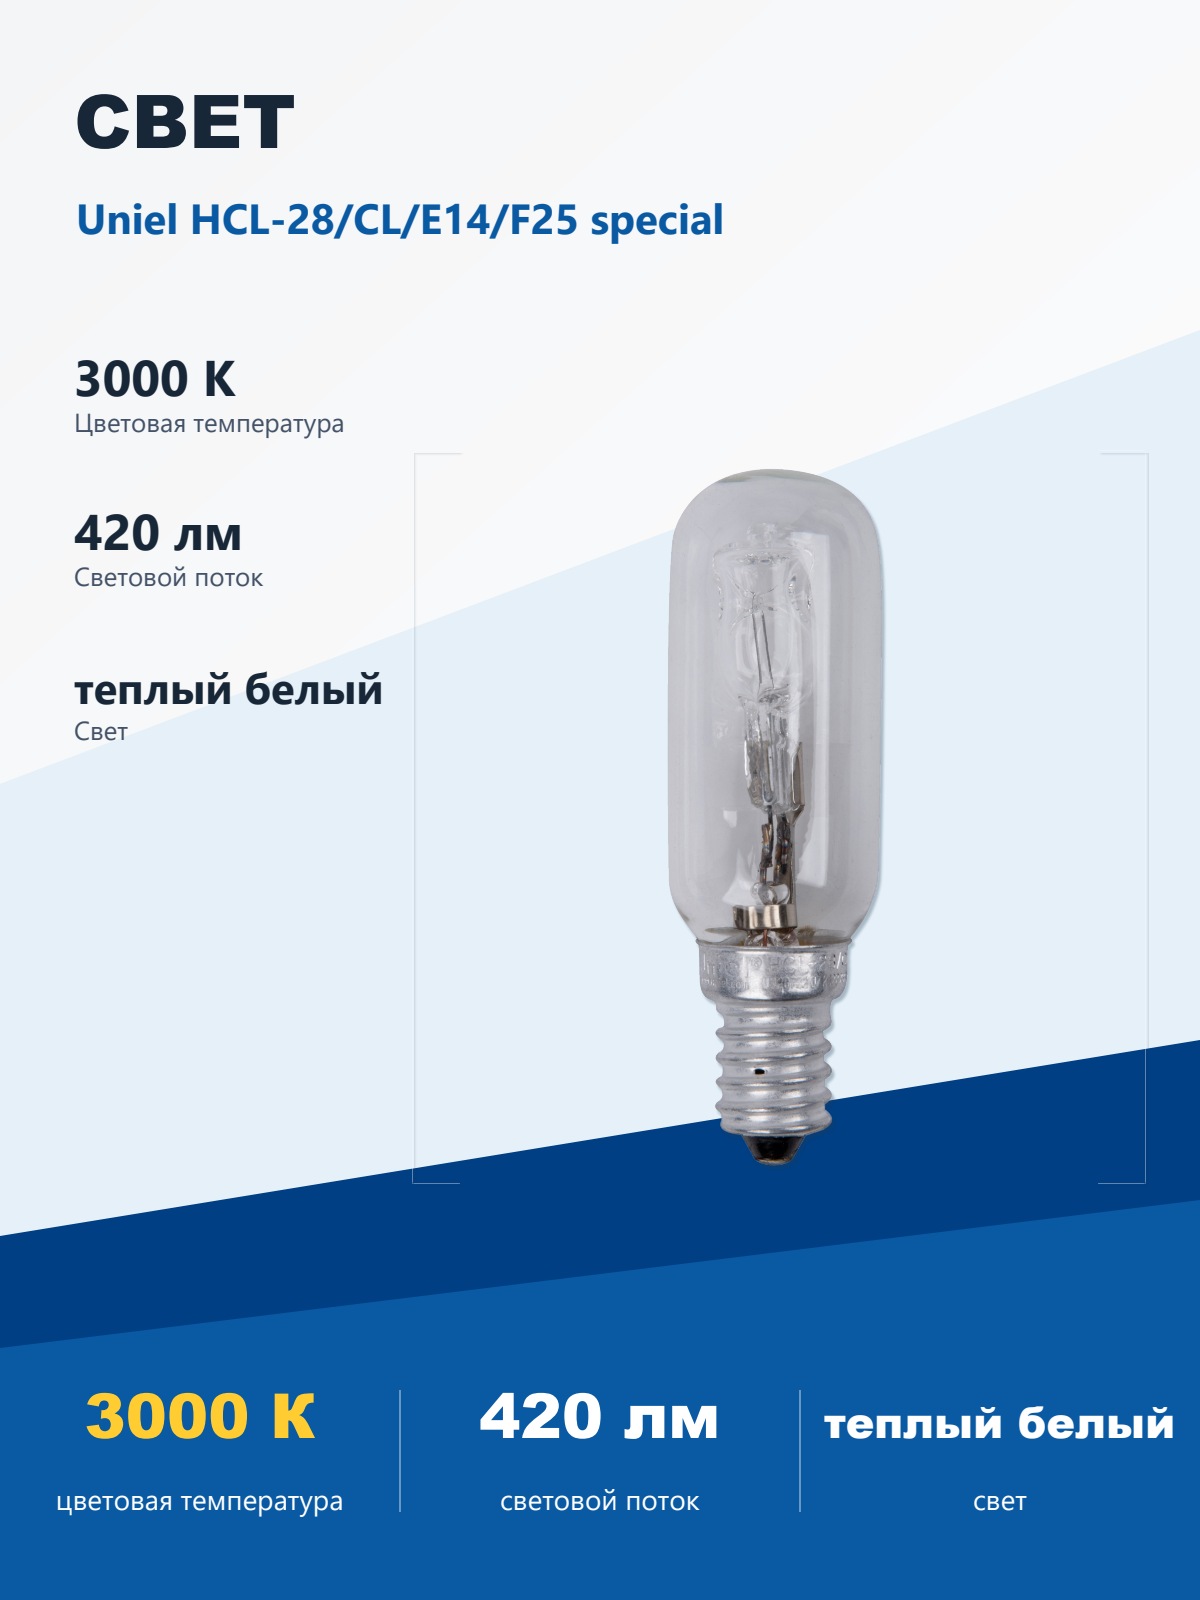 СВЕТ
Uniel HCL-28/CL/E14/F25 special
3000 К
Цветовая температура
420 лм
Световой поток
теплый белый
Свет
3000 К
цветовая температура
420 лм
световой поток
теплый белый
свет